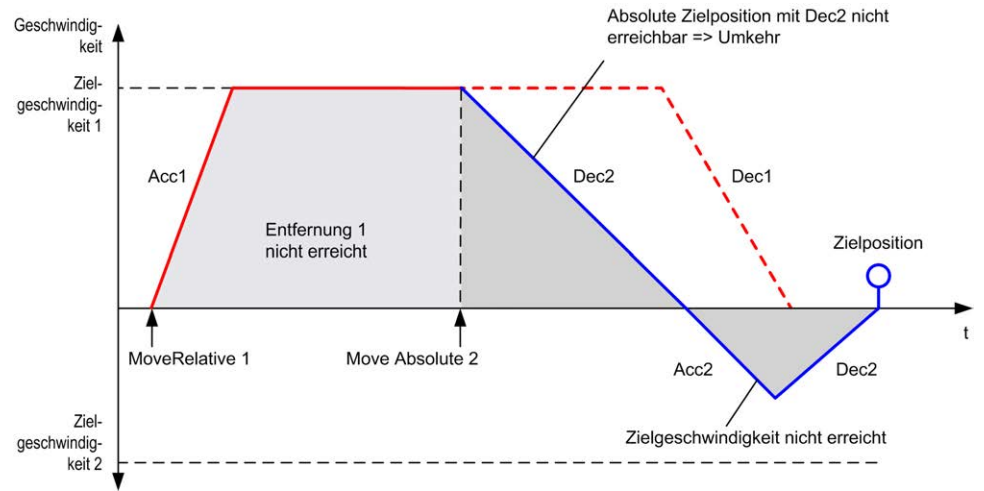 Geschwindig-
keit
Absolute Zielposition mit Dec2 nicht
erreichbar => Umkehr
Ziel-
geschwindig-
keit 1
Acc1
Dec2
Dec1
Entfernung 1
nicht erreicht
Zielposition
t
MoveRelative 1
Move Absolute 2
Acc2
Dec2
Ziel-
geschwindig-
keit 2
Zielgeschwindigkeit nicht erreicht